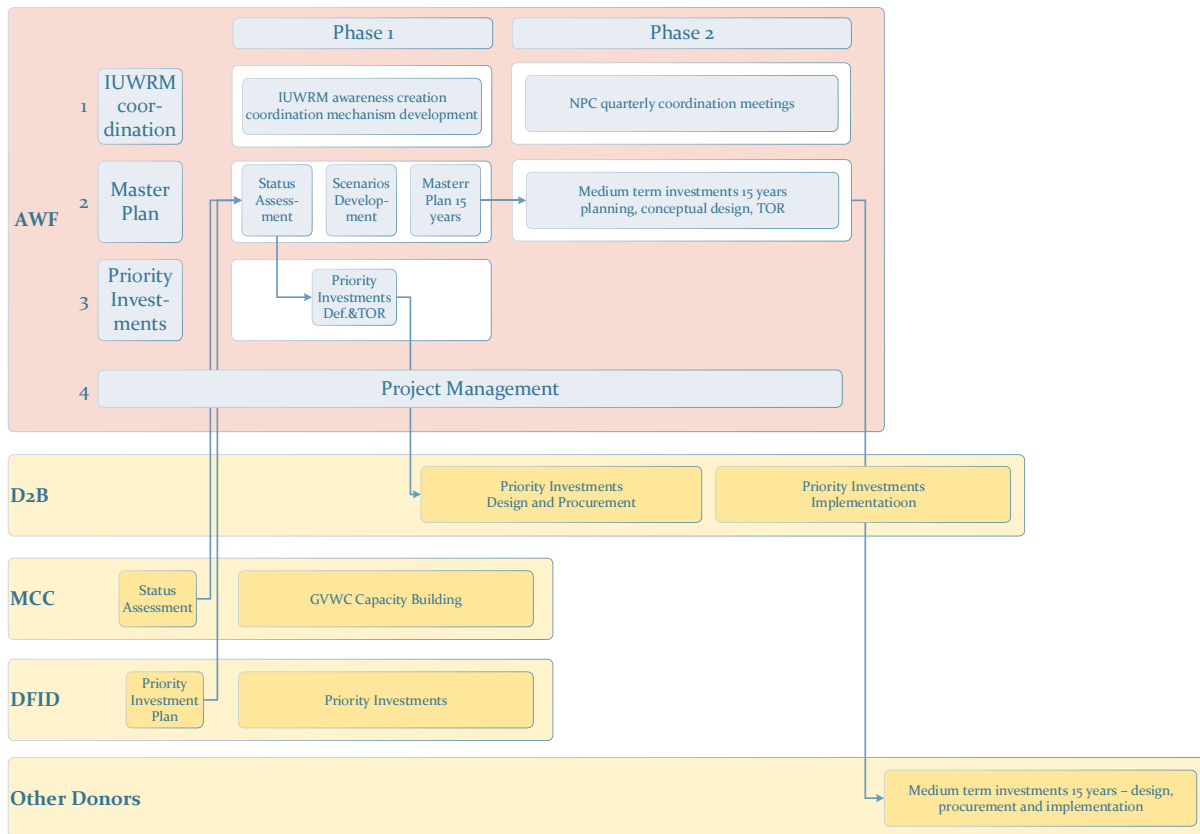 Phase 1
Phase 2
AWF
1
IUWRM
coor-
dination
IUWRM awareness creation
coordination mechanism development
NPC quarterly coordination meetings
2
Master
Plan
Status
Assess-
ment
Scenarios
Develop-
ment
Masterr
Plan 15
years
Medium term investments 15 years
planning, conceptual design, TOR
3
Priority
Invest-
ments
Priority
Investments
Def.&TOR
4
Project Management
D2B
Priority Investments
Design and Procurement
Priority Investments
Implementatioon
MCC
Status
Assessment
GVWC Capacity Building
DFID
Priority
Investment
Plan
Priority Investments
Other Donors
Medium term investments 15 years – design,
procurement and implementation